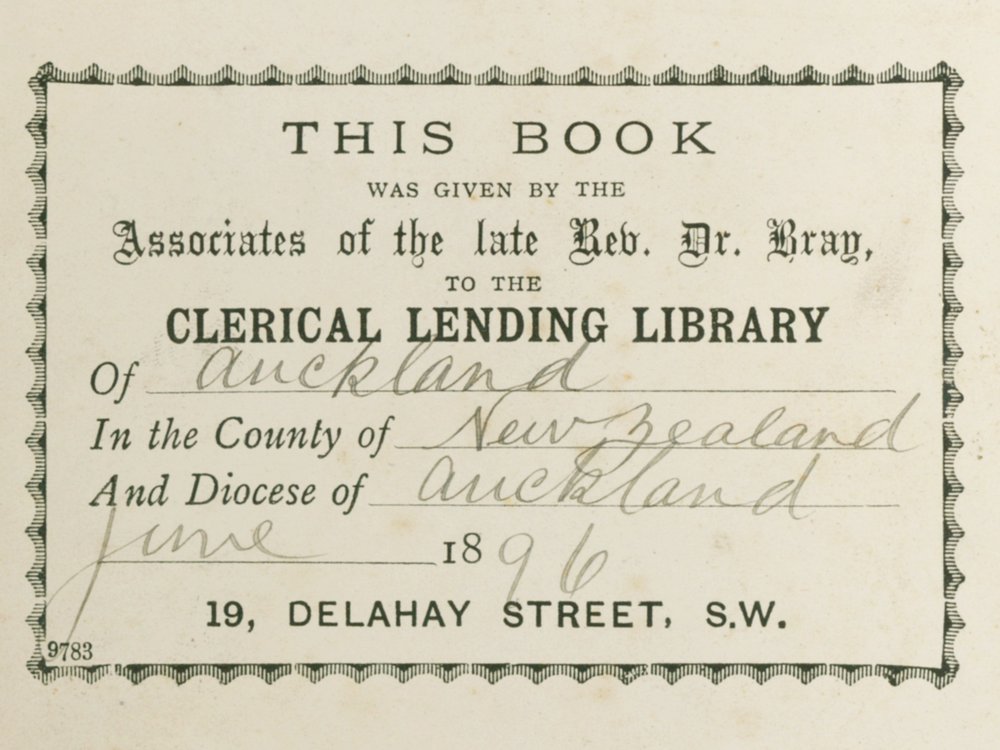 THIS BOOK
WAS GIVEN BY THE
Associates of the late Rev. Dr. Bray,
TO THE
CLERICAL LENDING LIBRARY
Of Auckland
In the County of New Zealand
And Diocese of Auckland
June 1896
19, DELAHAY STREET, S.W.
9783